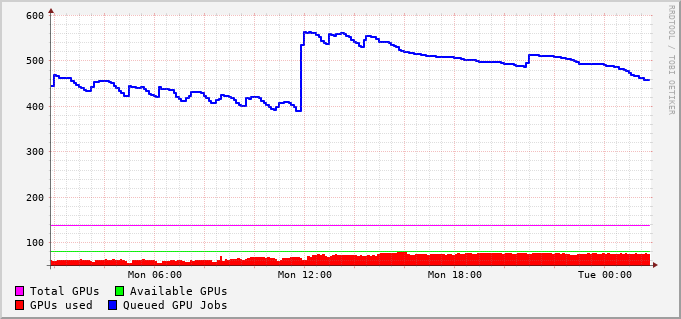 600
500
400
300
200
100
Mon 06:00 Mon 12:00 Mon 18:00 Tue 00:00
Total GPUs Available GPUs
GPUs used Queued GPU Jobs
RRDTOOL / TOBI OETIKER